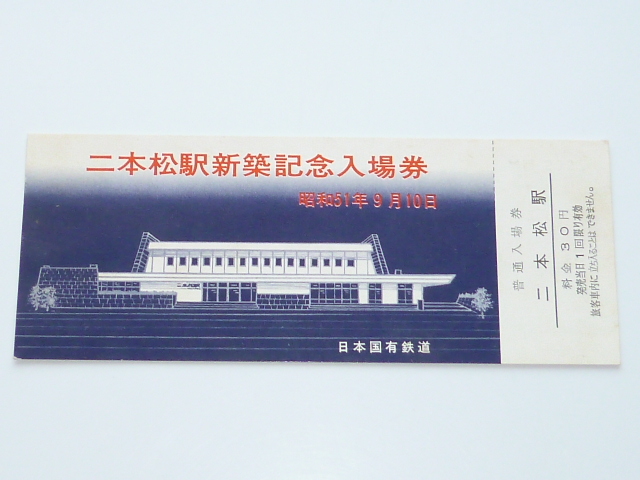 二本松駅新築記念入場券
昭和51年9月10日
日本国有鉄道
普通入場券
二本松駅
料金30円
発売当日1回限り有効
旅客車内に立ち入ることはできません。